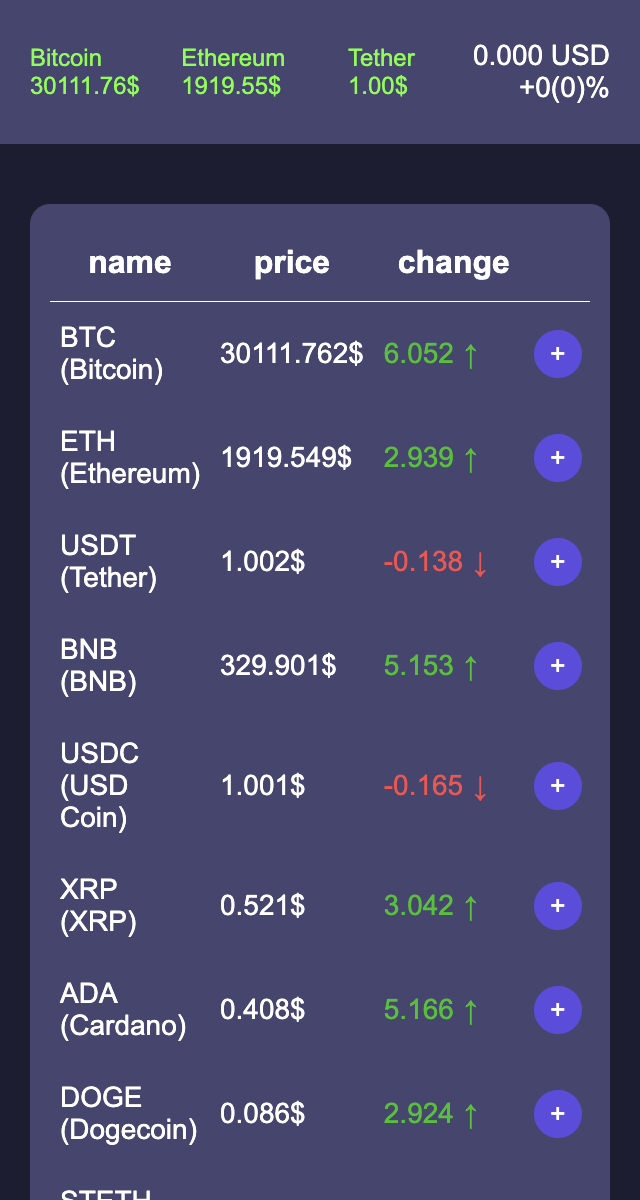 Bitcoin Ethereum Tether 0.000 USD
30111.76$ 1919.55$ 1.00$ +0(0)%
name price change
BTC
(Bitcoin) 30111.762$ 6.052 ↑ +
ETH
(Ethereum) 1919.549$ 2.939 ↑ +
USDT
(Tether) 1.002$ -0.138 ↓ +
BNB
(BNB) 329.901$ 5.153 ↑ +
USDC
(USD 1.001$ -0.165 ↓ +
Coin)
XRP
(XRP) 0.521$ 3.042 ↑ +
ADA
(Cardano) 0.408$ 5.166 ↑ +
DOGE
(Dogecoin) 0.086$ 2.924 ↑ +
STETH